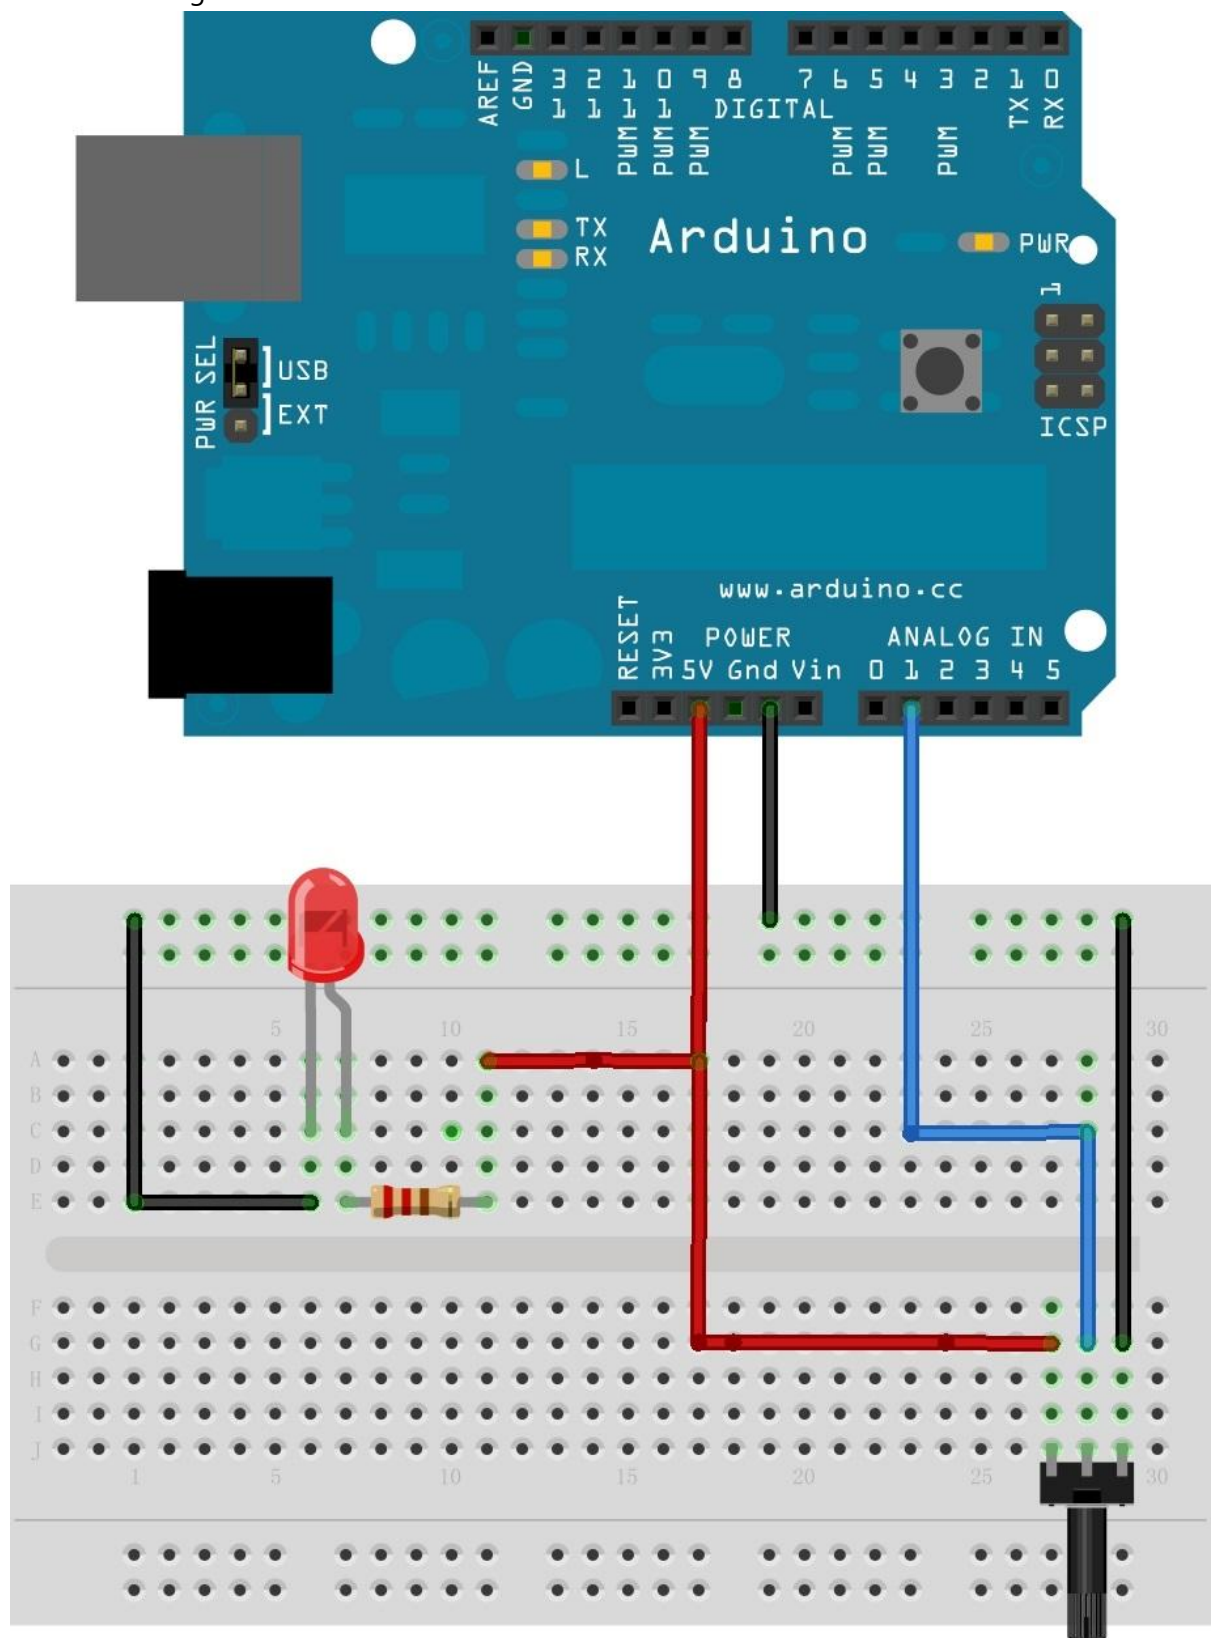 AREF GND 13 12 11 10 9 8 7 6 5 4 3 2 1 0
DIGITAL
TX RX
PWM PWM PWM PWM PWM PWM
L
TX
RX
Arduino
PWR
1
PWR SEL
USB
EXT
ICSP
www.arduino.cc
RESET 3V3
POWER
5V Gnd Vin
ANALOG IN
0 1 2 3 4 5
5 10 15 20 25 30
A
B
C
D
E
F
G
H
I
J
1 5 10 15 20 25 30